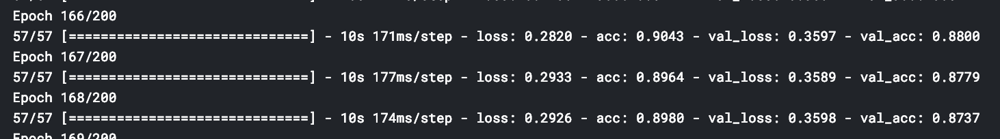 Epoch 166/200
57/57 [==============================] - 10s 171ms/step - loss: 0.2820 - acc: 0.9043 - val_loss: 0.3597 - val_acc: 0.8800
Epoch 167/200
57/57 [==============================] - 10s 177ms/step - loss: 0.2933 - acc: 0.8964 - val_loss: 0.3589 - val_acc: 0.8779
Epoch 168/200
57/57 [==============================] - 10s 174ms/step - loss: 0.2926 - acc: 0.8980 - val_loss: 0.3598 - val_acc: 0.8737
Epoch 169/200